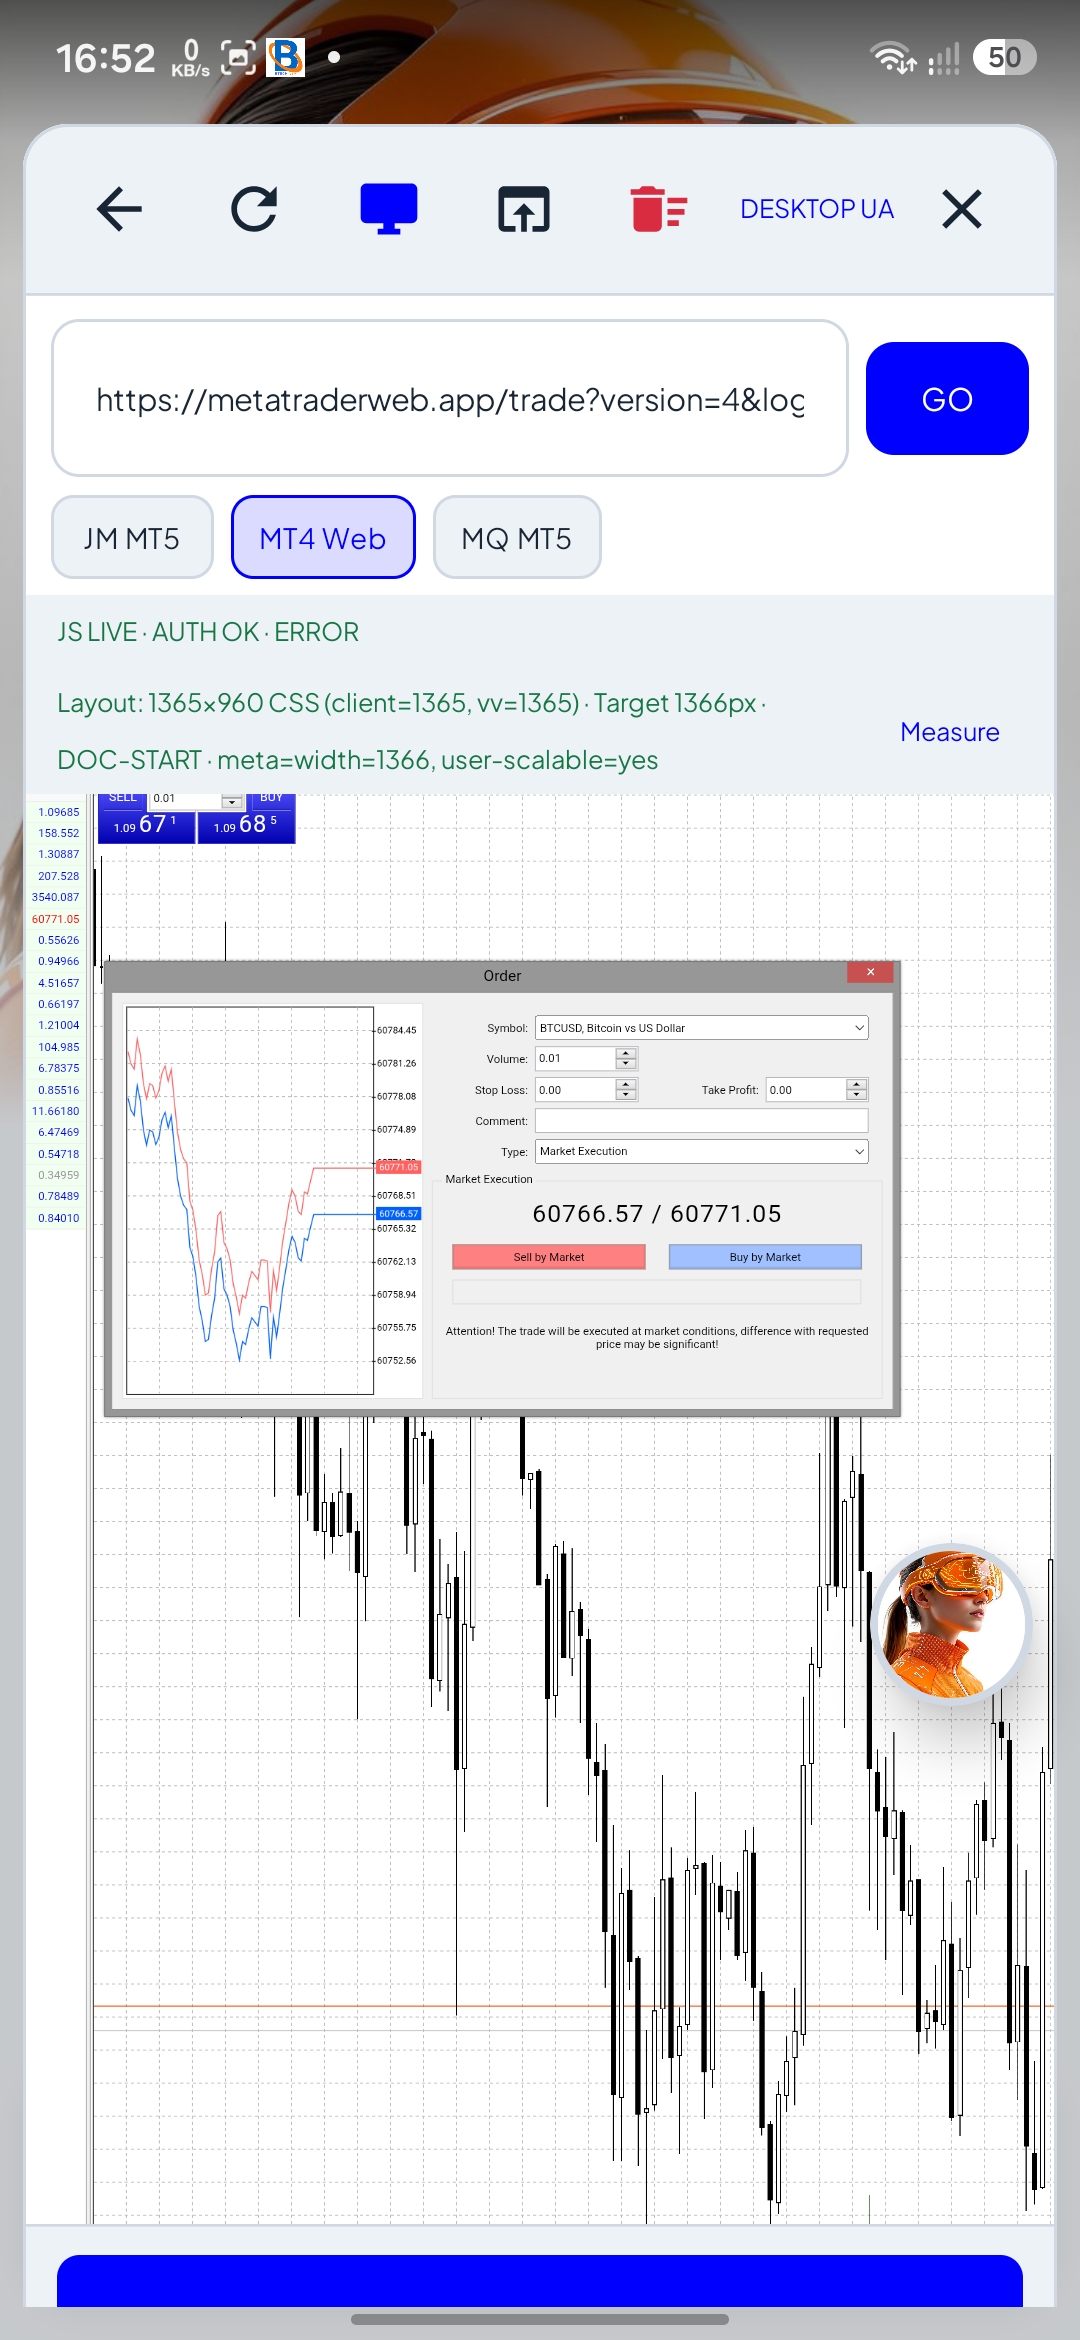 16:52
0
KB/s
50
DESKTOP UA
https://metatraderweb.app/trade?version=4&log
GO
JM MT5
MT4 Web
MQ MT5
JS LIVE · AUTH OK · ERROR
Layout: 1365×960 CSS (client=1365, vv=1365) · Target 1366px ·
DOC-START · meta=width=1366, user-scalable=yes
Measure
SELL
0.01
BUY
1.09 67 1
1.09 68 5
1.09685
158.552
1.30887
207.528
3540.087
60771.05
0.55626
0.94966
4.51657
0.66197
1.21004
104.985
6.78375
0.85516
11.66180
6.47469
0.54718
0.34959
0.78489
0.84010
Order
60784.45
60781.26
60778.08
60774.89
60771.05
60768.51
60766.57
60765.32
60762.13
60758.94
60755.75
60752.56
Symbol: BTCUSD, Bitcoin vs US Dollar
Volume: 0.01
Stop Loss: 0.00
Take Profit: 0.00
Comment:
Type: Market Execution
Market Execution
60766.57 / 60771.05
Sell by Market
Buy by Market
Attention! The trade will be executed at market conditions, difference with requested
price may be significant!